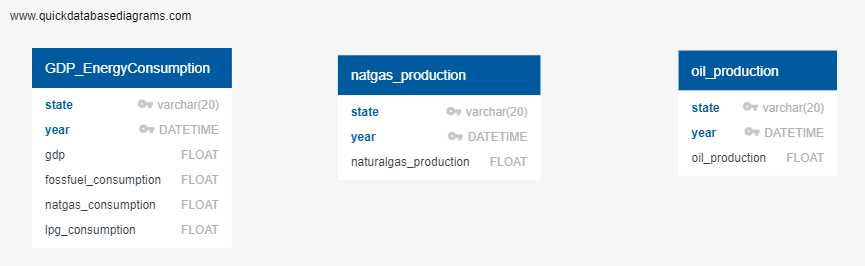 www.quickdatabasediagrams.com
GDP_EnergyConsumption
state varchar(20)
year DATETIME
gdp FLOAT
fossfuel_consumption FLOAT
natgas_consumption FLOAT
lpg_consumption FLOAT
natgas_production
state varchar(20)
year DATETIME
naturalgas_production FLOAT
oil_production
state varchar(20)
year DATETIME
oil_production FLOAT